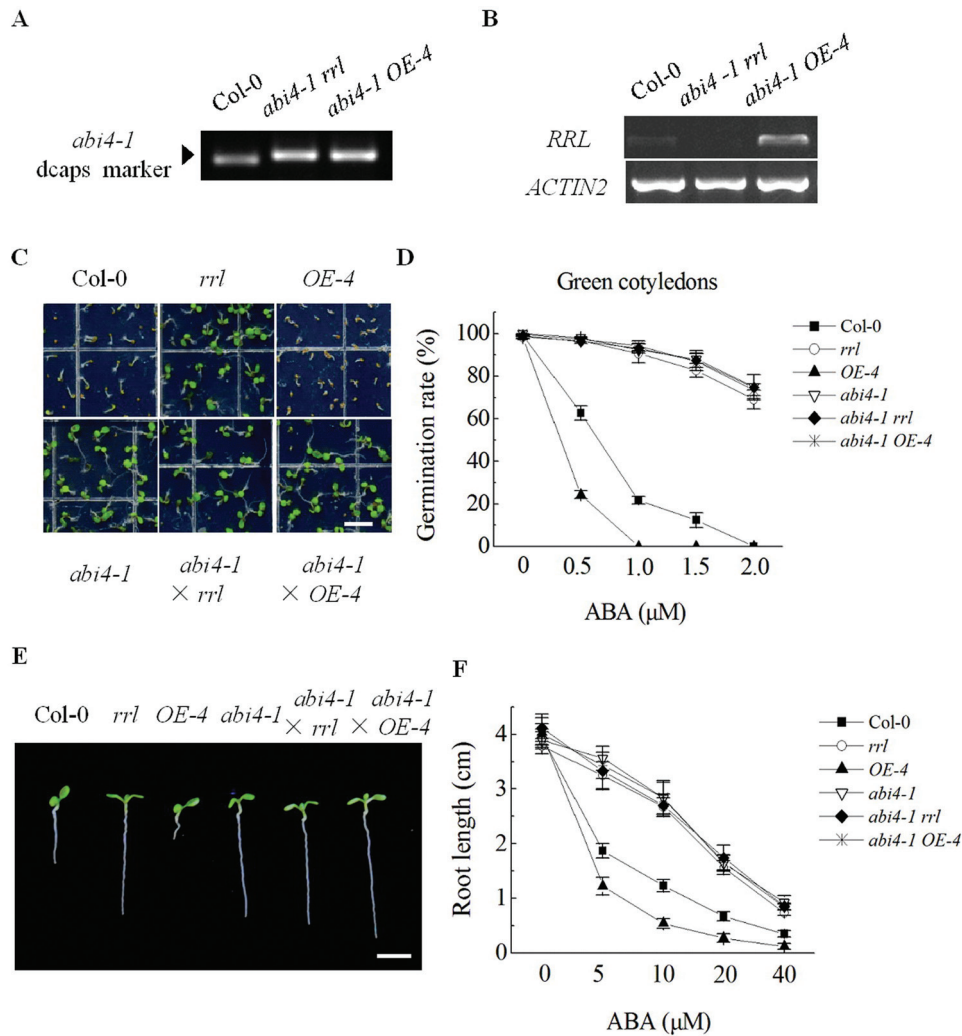 A
Col-0
abi4-1 rrl
abi4-1 OE-4
abi4-1
dcaps marker
B
Col-0
abi4 -1 rrl
abi4-1 OE-4
RRL
ACTIN2
C
Col-0 rrl OE-4
abi4-1
abi4-1
× rrl
abi4-1
× OE-4
D
Green cotyledons
Germination rate (%)
100
80
60
40
20
0
0 0.5 1.0 1.5 2.0
ABA (μM)
Col-0
rrl
OE-4
abi4-1
abi4-1 rrl
abi4-1 OE-4
E
Col-0 rrl OE-4 abi4-1
abi4-1
× rrl
abi4-1
× OE-4
F
Root length (cm)
4
3
2
1
0
0 5 10 20 40
ABA (μM)
Col-0
rrl
OE-4
abi4-1
abi4-1 rrl
abi4-1 OE-4